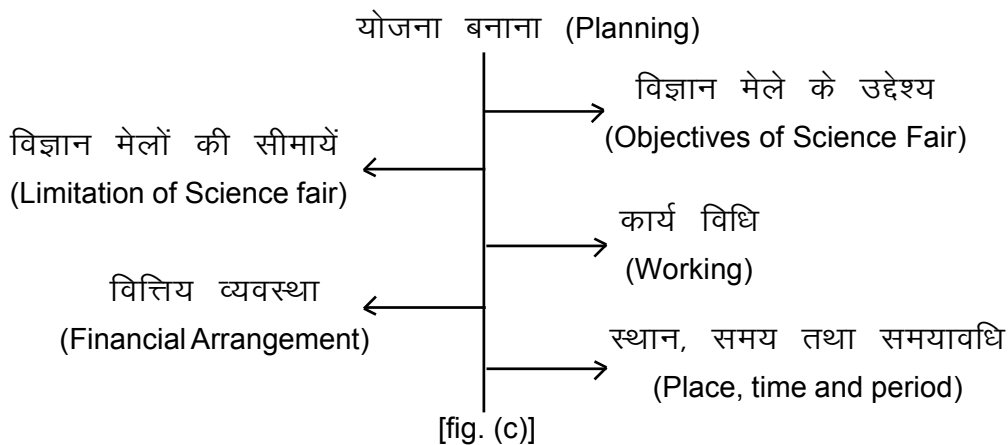 योजना बनाना (Planning)
विज्ञान मेले के उद्देश्य
(Objectives of Science Fair)
विज्ञान मेलों की सीमायें
(Limitation of Science fair)
कार्य विधि
(Working)
वित्तिय व्यवस्था
(Financial Arrangement)
स्थान, समय तथा समयावधि
(Place, time and period)
[fig. (c)]